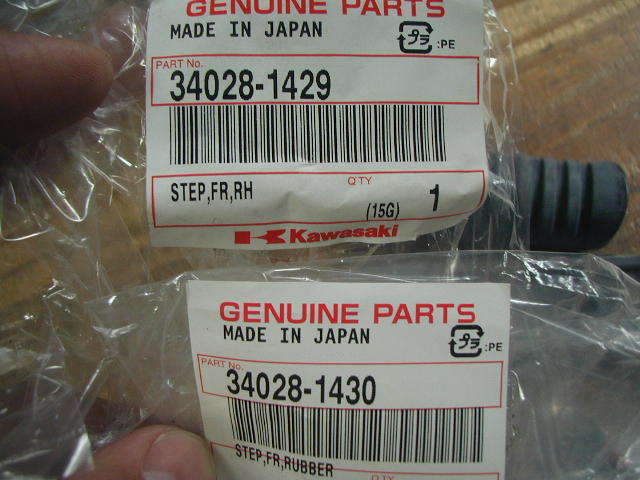 GENUINE PARTS
MADE IN JAPAN
プラ :PE
PART No.
34028-1429
STEP,FR,RH
QTY
(15G) 1
Kawasaki
GENUINE PARTS
MADE IN JAPAN
プラ :PE
PART No.
34028-1430
STEP,FR,RUBBER
QTY